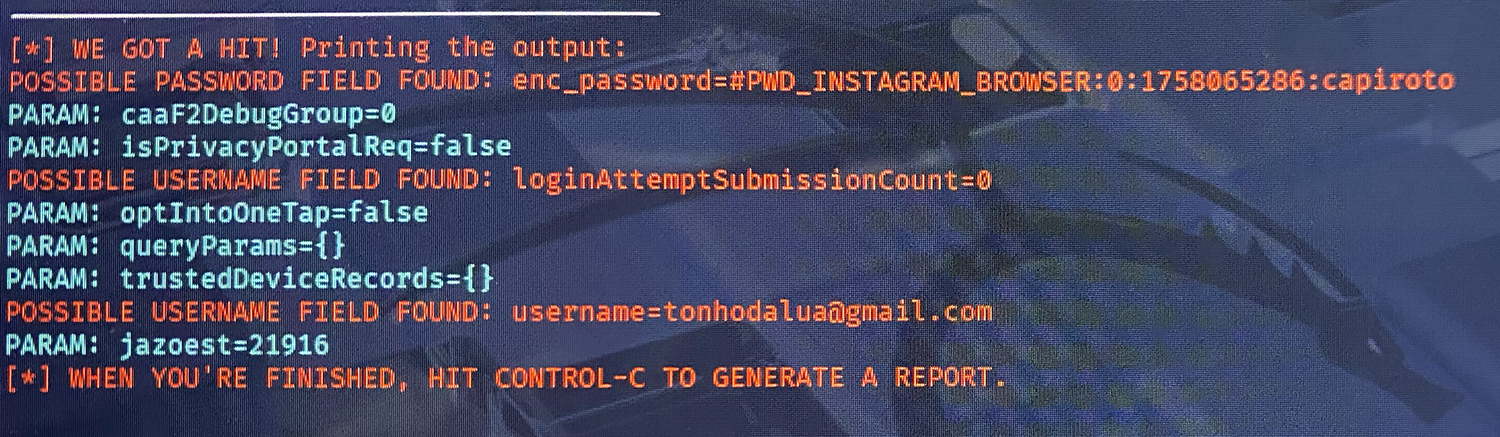 [*] WE GOT A HIT! Printing the output:
POSSIBLE PASSWORD FIELD FOUND: enc_password=#PWD_INSTAGRAM_BROWSER:0:1758065286:capiroto
PARAM: caaF2DebugGroup=0
PARAM: isPrivacyPortalReq=false
POSSIBLE USERNAME FIELD FOUND: loginAttemptSubmissionCount=0
PARAM: optIntoOneTap=false
PARAM: queryParams={}
PARAM: trustedDeviceRecords={}
POSSIBLE USERNAME FIELD FOUND: username=tonhodalua@gmail.com
PARAM: jazoest=21916
[*] WHEN YOU'RE FINISHED, HIT CONTROL-C TO GENERATE A REPORT.